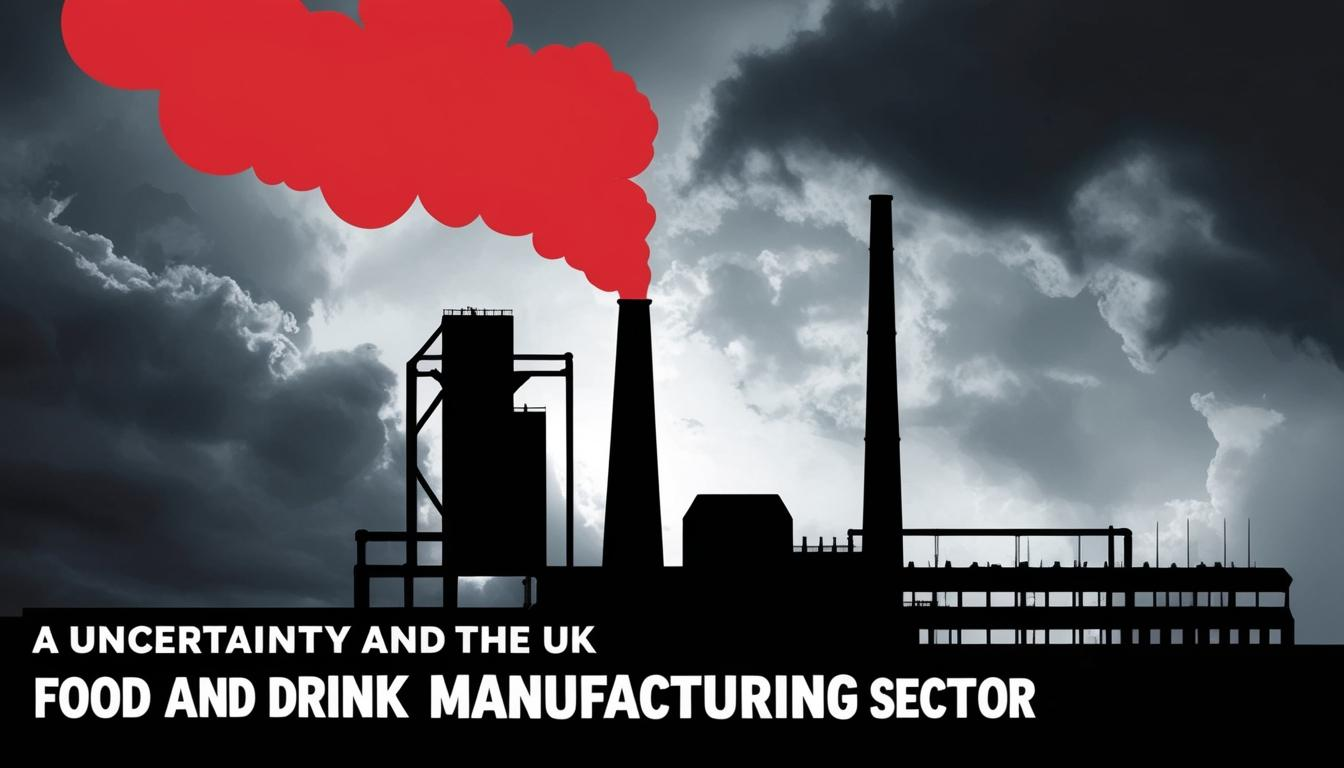 A UNCERTAINTY AND THE UK
FOOD AND DRINK MANUFACTURING SECTOR